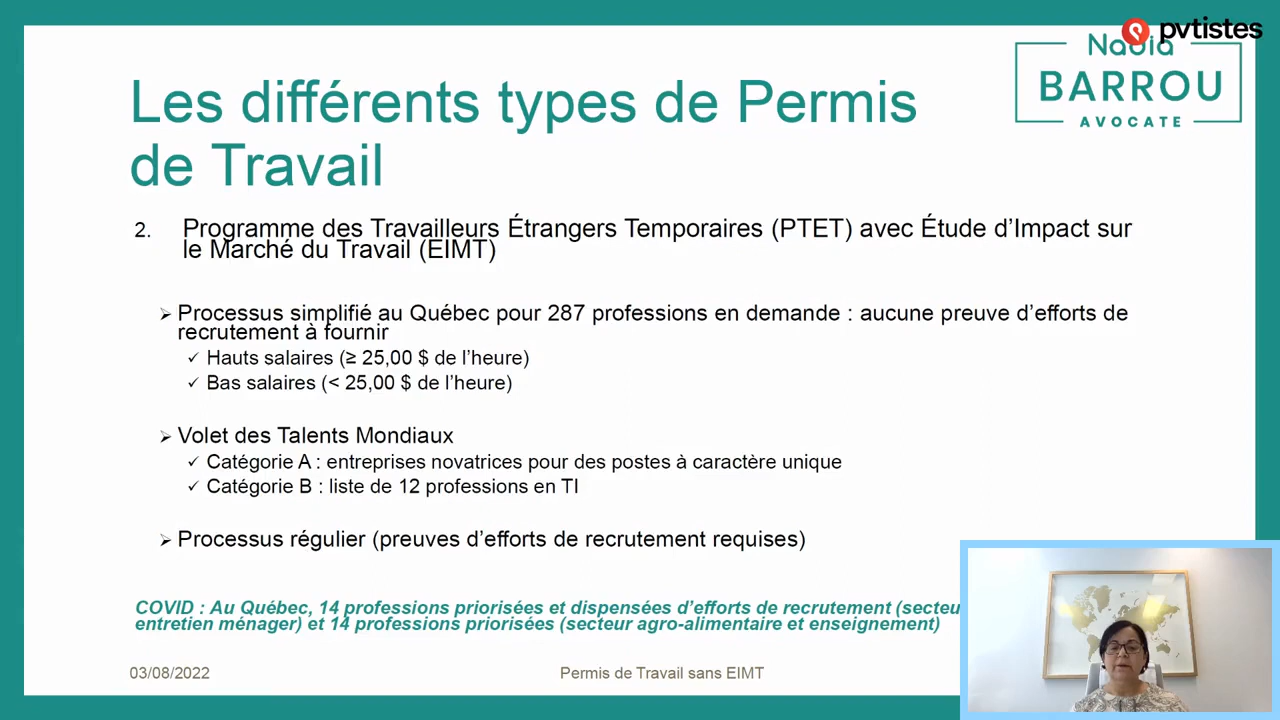 pvtistes
Nadia
BARROU
AVOCATE
Les différents types de Permis
de Travail
2. Programme des Travailleurs Étrangers Temporaires (PTET) avec Étude d’Impact sur
le Marché du Travail (EIMT)
➢ Processus simplifié au Québec pour 287 professions en demande : aucune preuve d’efforts de
recrutement à fournir
✓ Hauts salaires (≥ 25,00 $ de l’heure)
✓ Bas salaires (< 25,00 $ de l’heure)
➢ Volet des Talents Mondiaux
✓ Catégorie A : entreprises novatrices pour des postes à caractère unique
✓ Catégorie B : liste de 12 professions en TI
➢ Processus régulier (preuves d’efforts de recrutement requises)
COVID : Au Québec, 14 professions priorisées et dispensées d’efforts de recrutement
entretien ménager) et 14 professions priorisées (secteur agro-alimentaire et enseignement)
03/08/2022
Permis de Travail sans EIMT